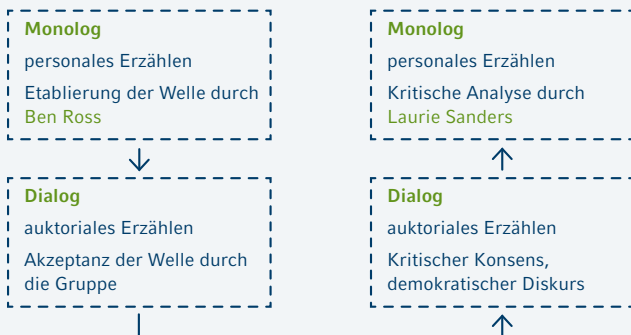 Monolog
personales Erzählen
Etablierung der Welle durch
Ben Ross
Monolog
personales Erzählen
Kritische Analyse durch
Laurie Sanders
Dialog
auktoriales Erzählen
Akzeptanz der Welle durch
die Gruppe
Dialog
auktoriales Erzählen
Kritischer Konsens,
demokratischer Diskurs